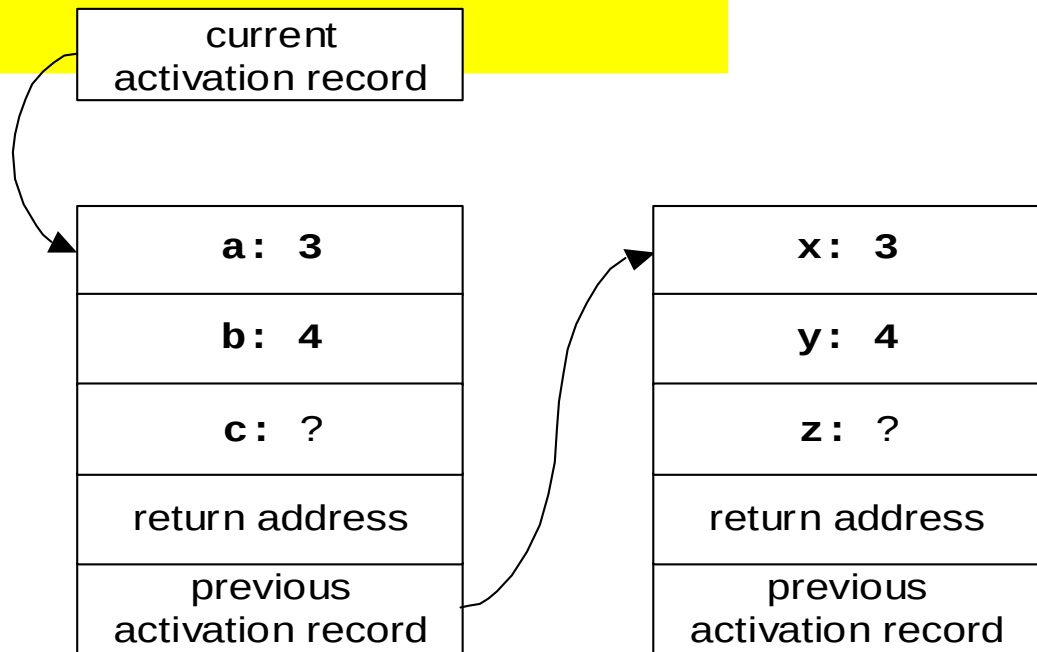 current
activation record
a: 3
b: 4
c: ?
return address
previous
activation record
x: 3
y: 4
z: ?
return address
previous
activation record